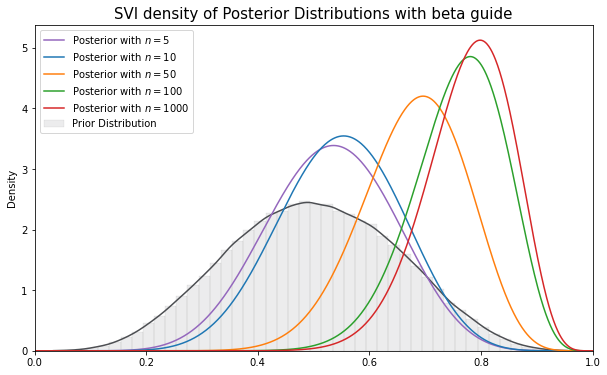 SVI density of Posterior Distributions with beta guide
Posterior with n = 5
Posterior with n = 10
Posterior with n = 50
Posterior with n = 100
Posterior with n = 1000
Prior Distribution
Density
5
4
3
2
1
0
0.0 0.2 0.4 0.6 0.8 1.0